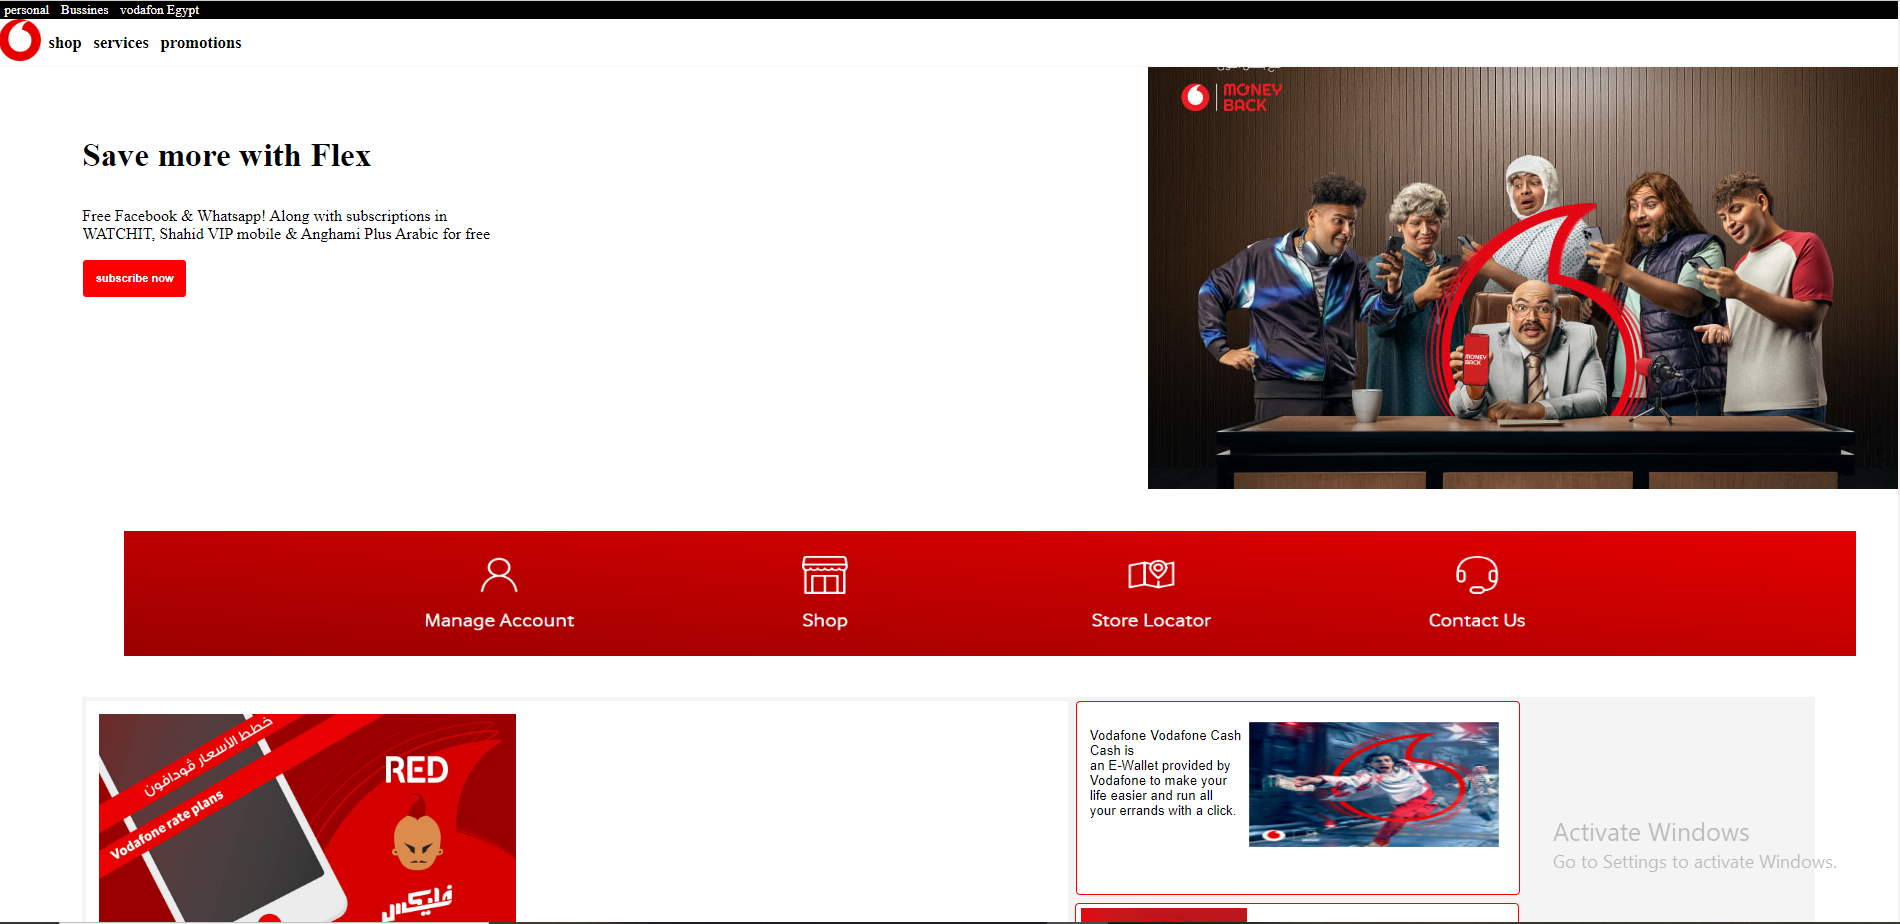 personal Bussines vodafon Egypt
shop services promotions
MONEY
BACK
Save more with Flex
Free Facebook & Whatsapp! Along with subscriptions in
WATCHIT, Shahid VIP mobile & Anghami Plus Arabic for free
subscribe now
MONEY
BACK
Manage Account Shop Store Locator Contact Us
خطط الأسعار ڤودافون
Vodafone rate plans
RED
فليكس
Vodafone Vodafone Cash
Cash is
an E-Wallet provided by
Vodafone to make your
life easier and run all
your errands with a click.
Activate Windows
Go to Settings to activate Windows.